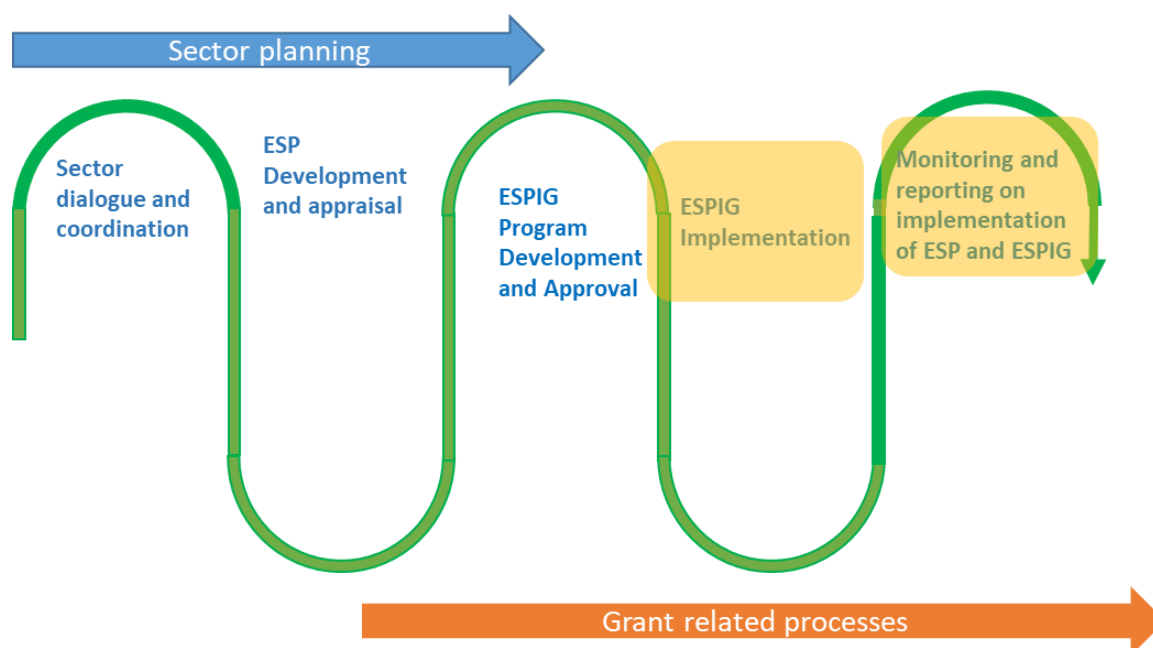 Sector planning
Sector
dialogue and
coordination
ESP
Development
and appraisal
ESPIG
Program
Development
and Approval
ESPIG
Implementation
Monitoring and
reporting on
implementation
of ESP and ESPIG
Grant related processes